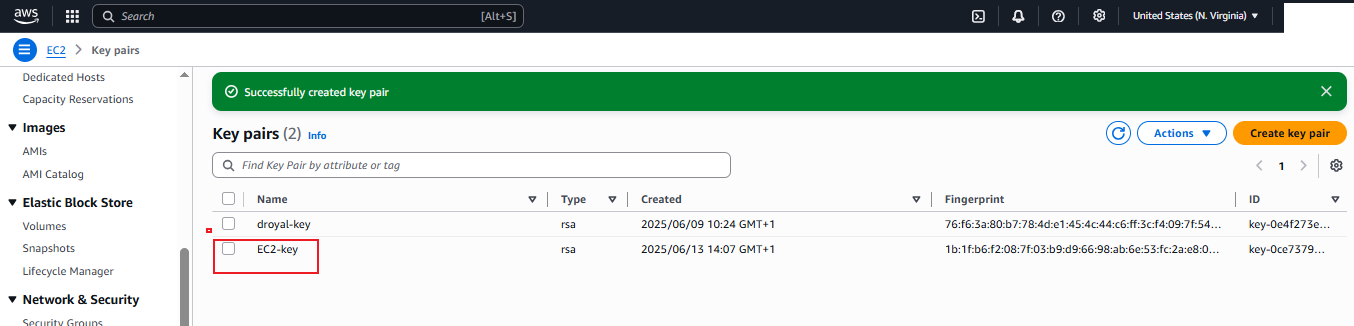 aws Search [Alt+S] United States (N. Virginia)
EC2 Key pairs
Dedicated Hosts
Capacity Reservations
Images
AMIs
AMI Catalog
Elastic Block Store
Volumes
Snapshots
Lifecycle Manager
Network & Security
Security Groups
Successfully created key pair
Key pairs (2) Info Actions Create key pair
Find Key Pair by attribute or tag 1
Name Type Created Fingerprint ID
droyal-key rsa 2025/06/09 10:24 GMT+1 76:f6:3a:80:b7:78:4d:e1:45:4c:44:c6:ff:3c:f4:09:7f:54... key-0e4f273e...
EC2-key rsa 2025/06/13 14:07 GMT+1 1b:1f:b6:f2:08:7f:03:b9:d9:66:98:ab:6e:53:fc:2a:e8:0... key-0ce7379...